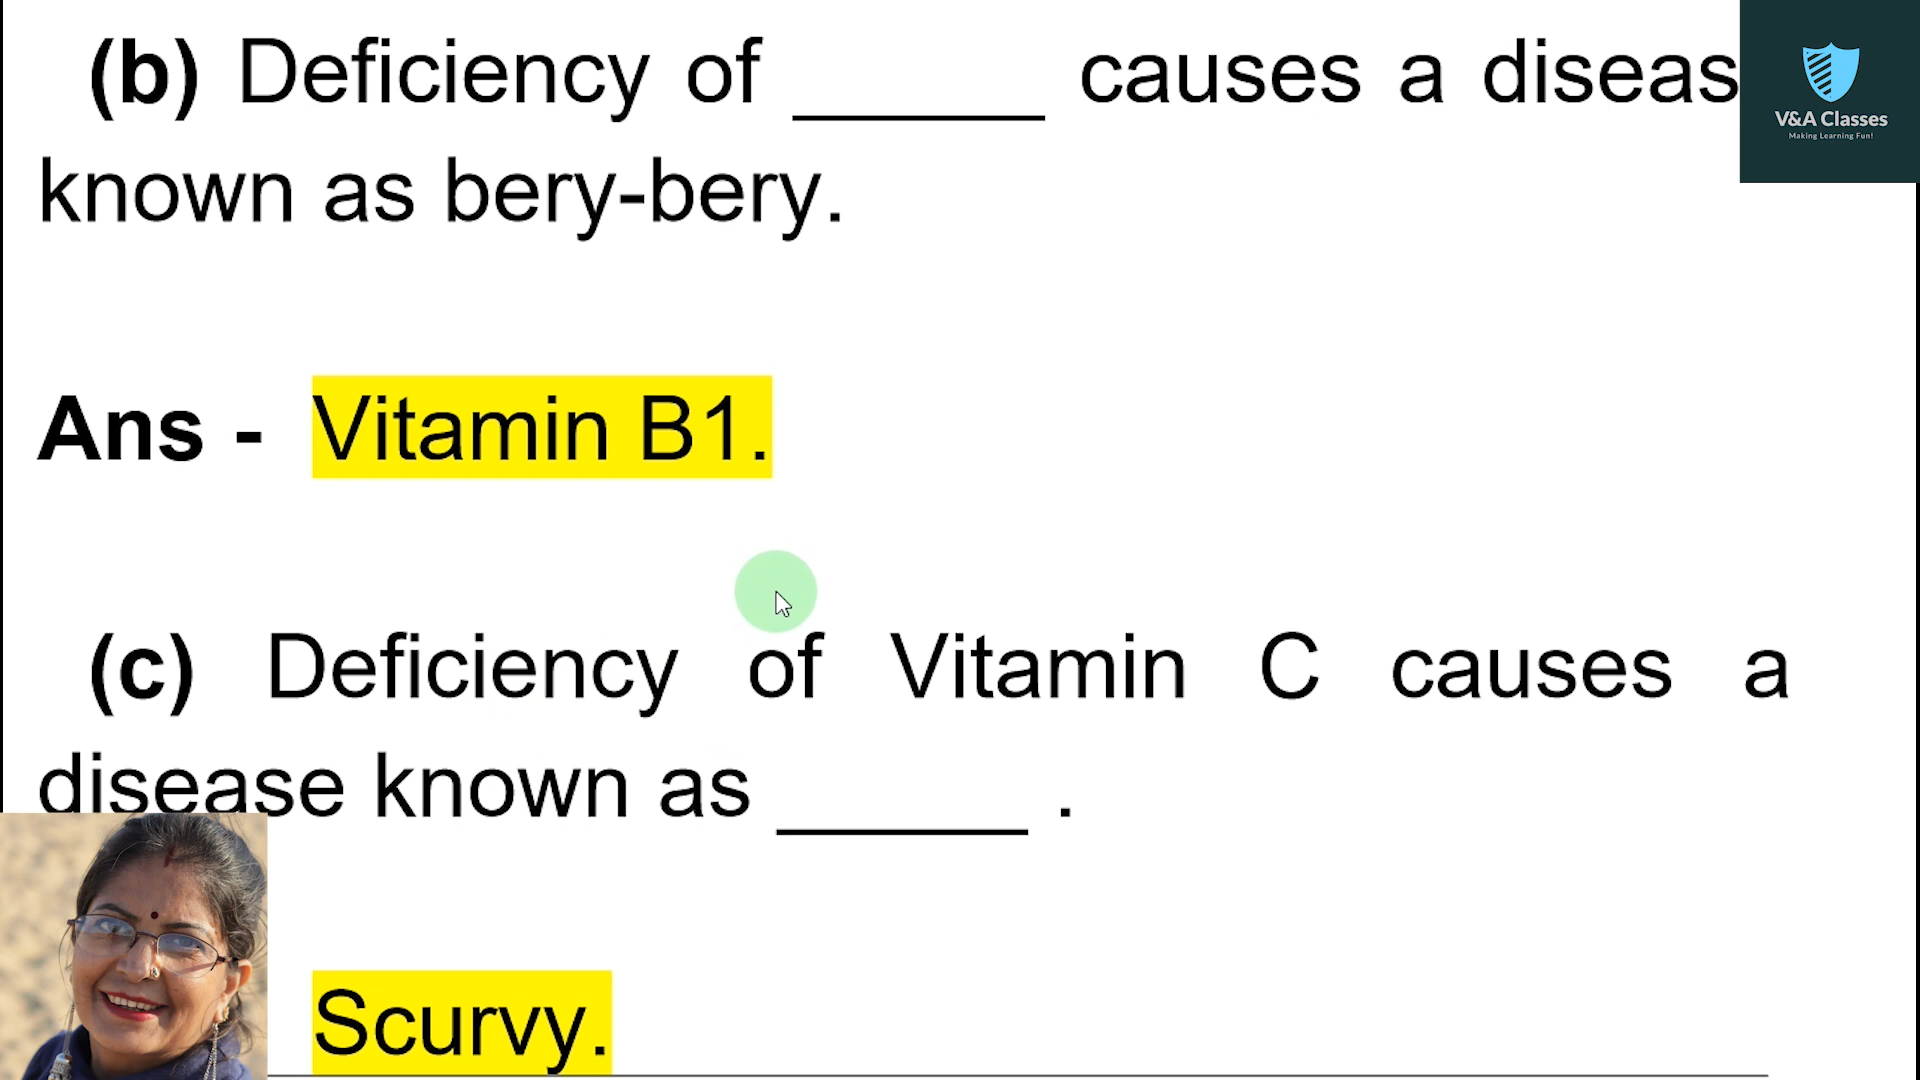 (b) Deficiency of ______ causes a diseas
known as bery-bery.
V&A Classes
Making Learning Fun!
Ans - Vitamin B1.
(c) Deficiency of Vitamin C causes a
disease known as ______ .
Scurvy.